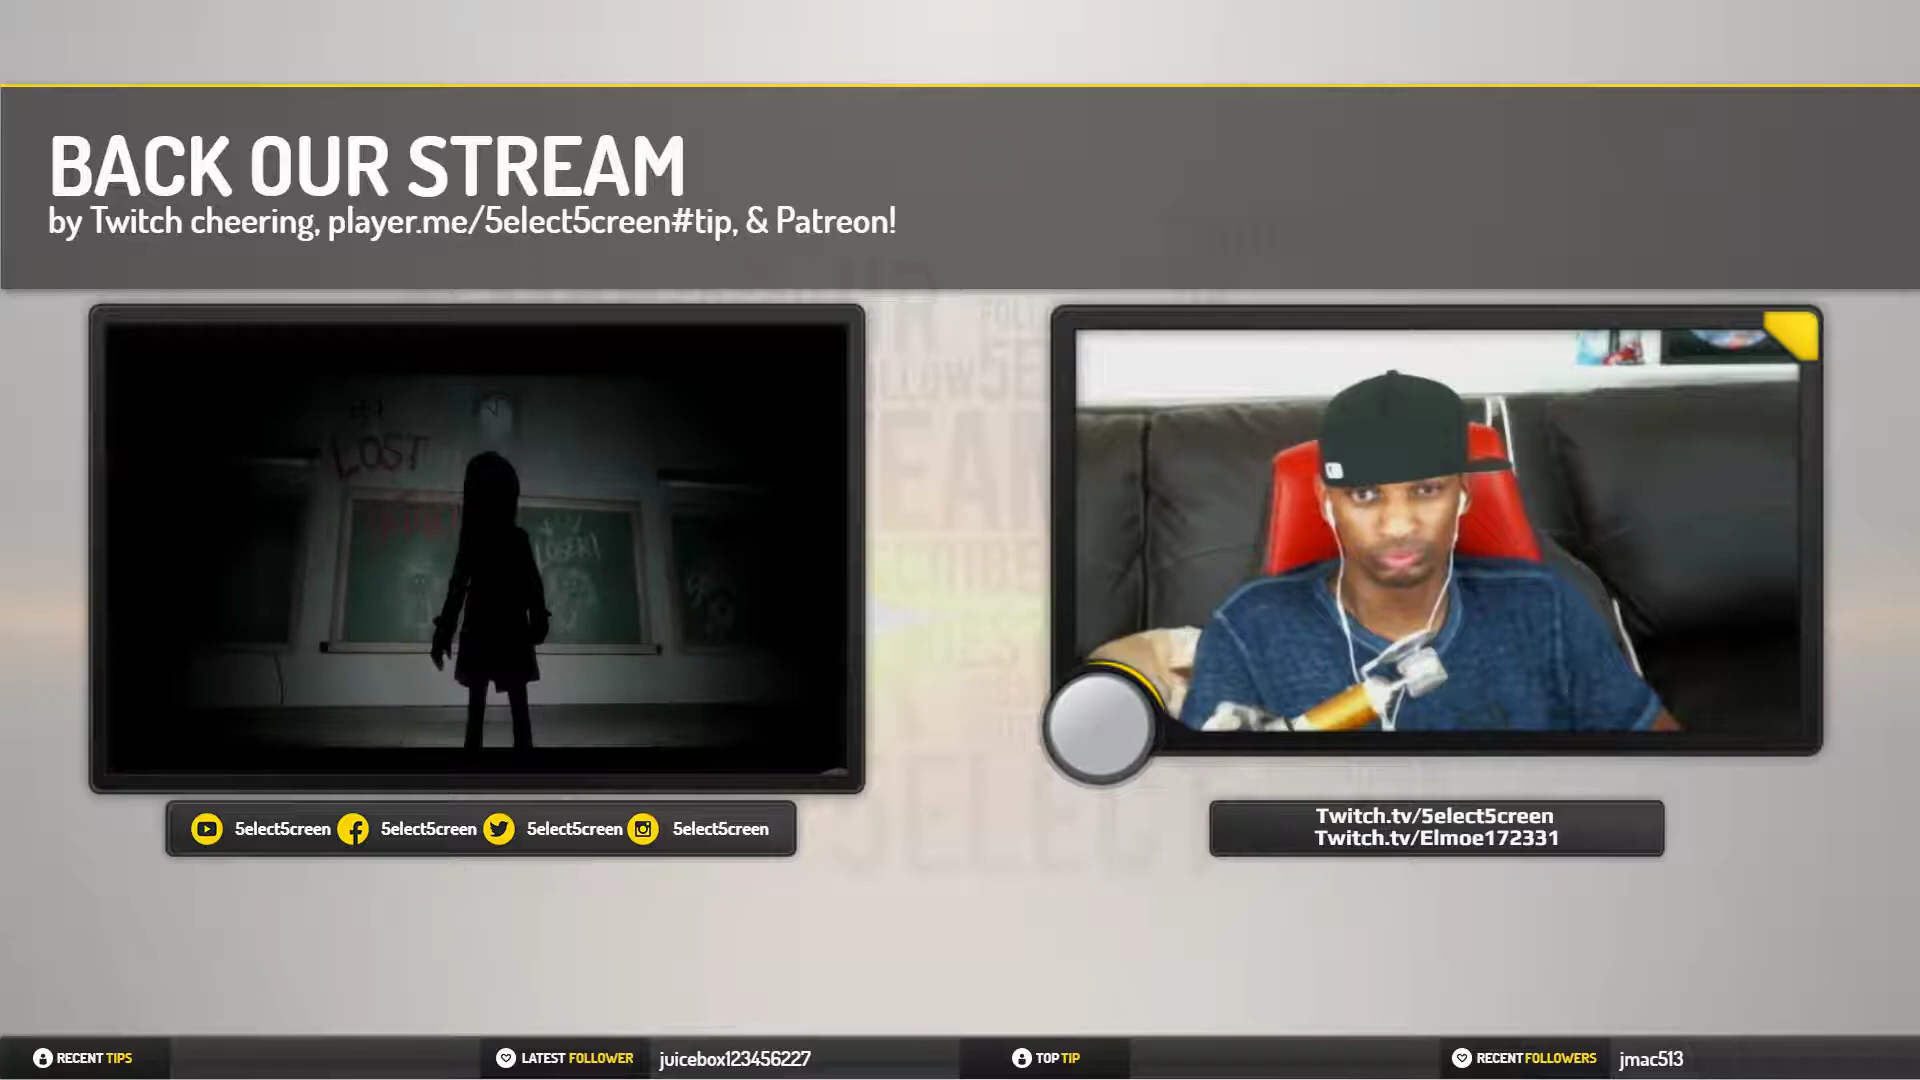 BACK OUR STREAM
by Twitch cheering, player.me/5elect5creen#tip, & Patreon!
LOST
LOSER!
5elect5creen 5elect5creen 5elect5creen 5elect5creen
Twitch.tv/5elect5creen
Twitch.tv/Elmoe172331
RECENT TIPS LATEST FOLLOWER juicebox123456227 TOP TIP RECENT FOLLOWERS jmac513